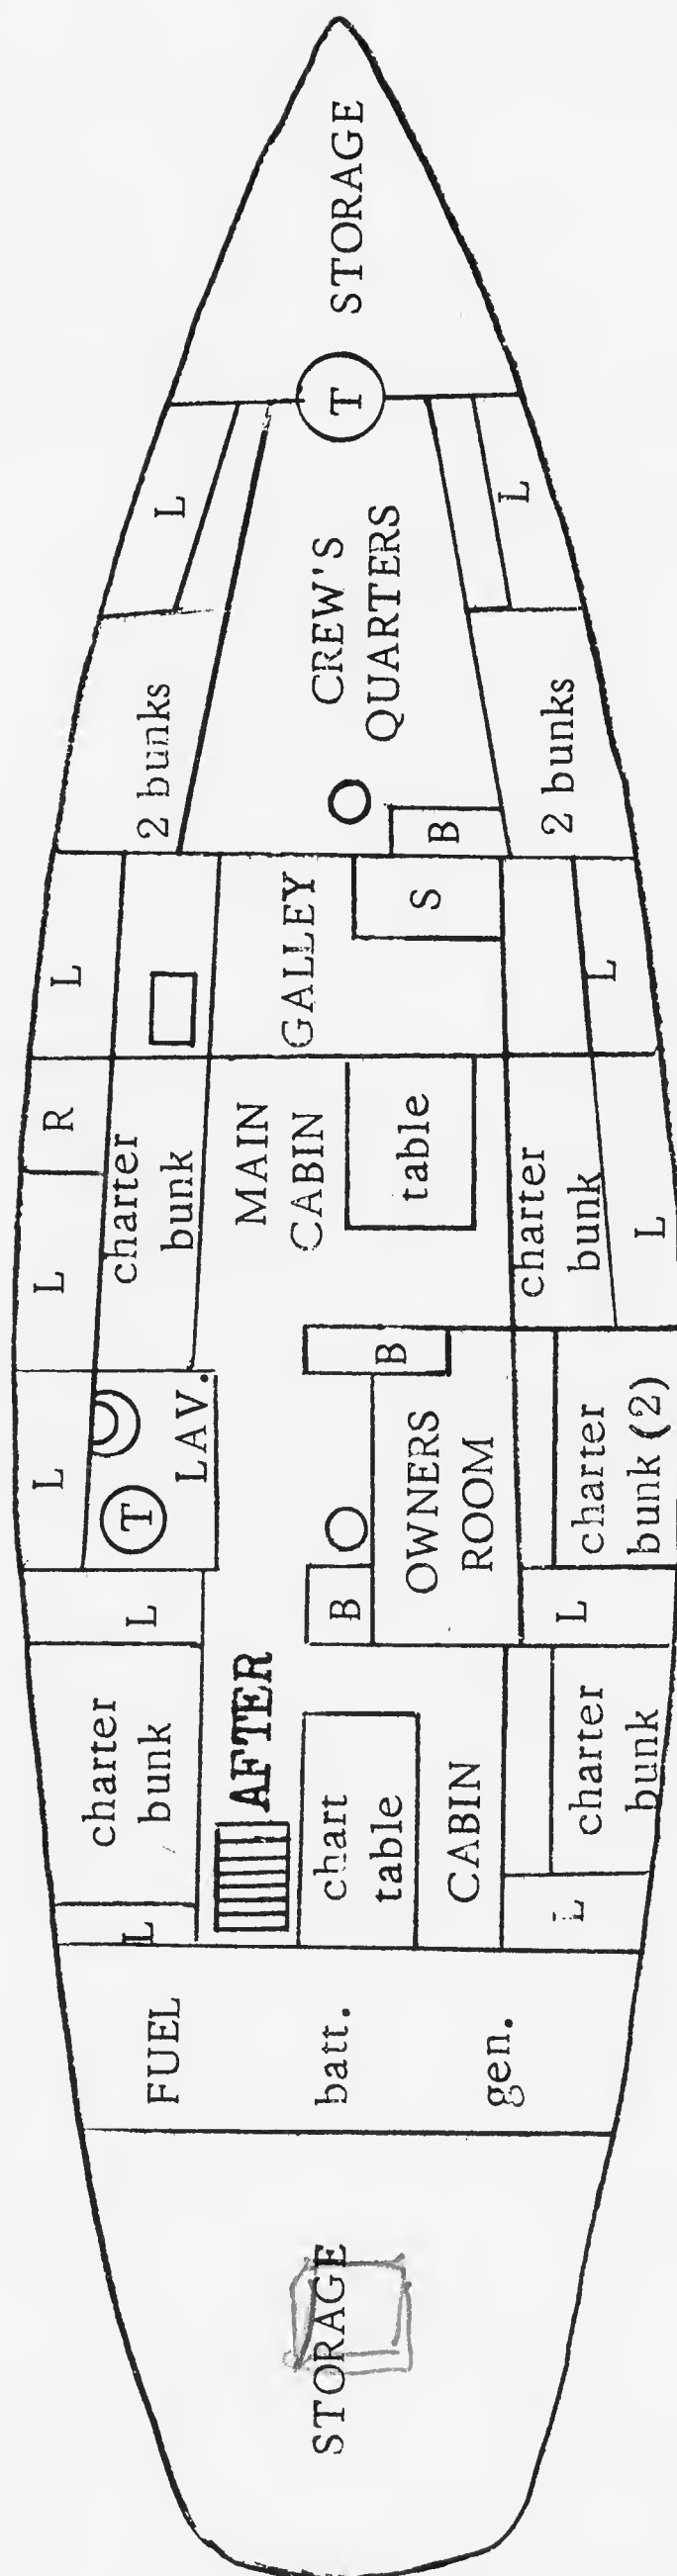 STORAGE
T
L
L
CREW'S
QUARTERS
2 bunks
2 bunks
B
L
GALLEY
S
L
R
charter
bunk
L
MAIN
CABIN
table
charter
bunk
L
B
L
LAV.
T
OWNERS
ROOM
charter
bunk (2)
L
B
L
charter
bunk
AFTER
CABIN
chart
table
charter
bunk
L
L
FUEL
batt.
gen.
STORAGE